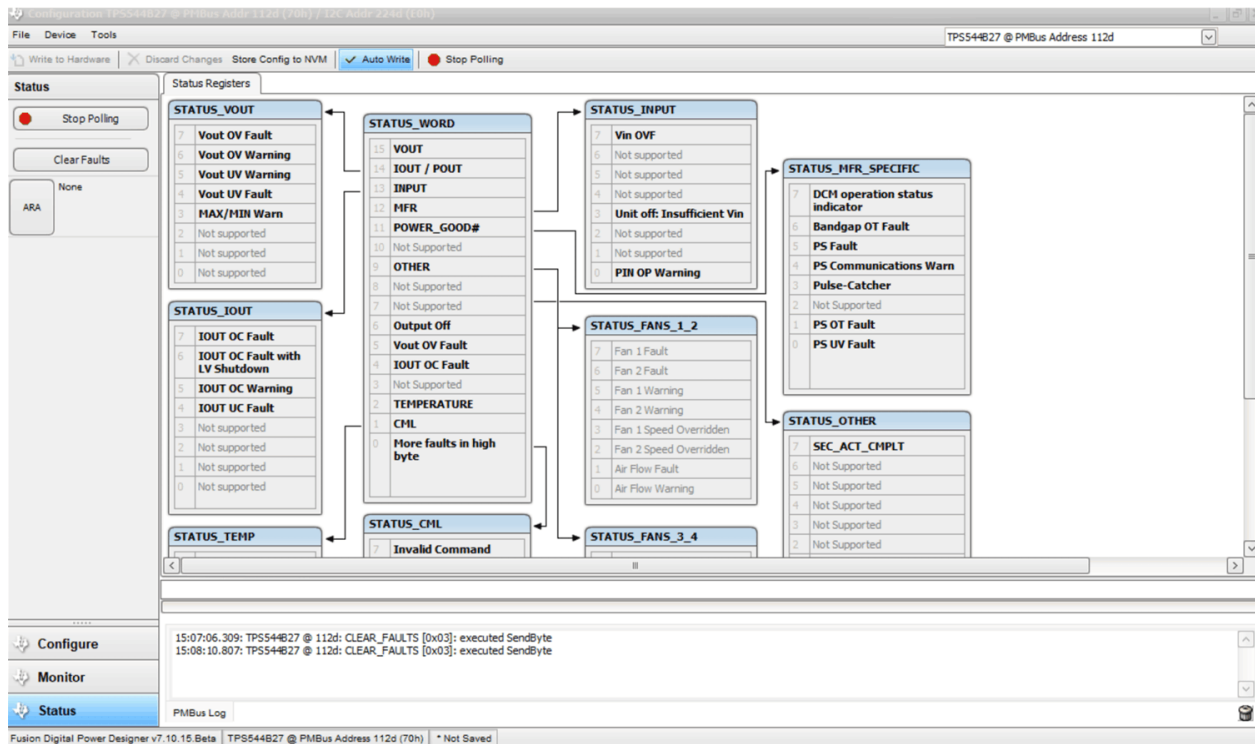 Configuration TPS544B27 @ PMBus Addr 112d (70h) / I2C Addr 224d (E0h)
File Device Tools
TPS544B27 @ PMBus Address 112d
Write to Hardware Discard Changes Store Config to NVM Auto Write Stop Polling
Status
Stop Polling
Clear Faults
ARA
None
Status Registers
STATUS_VOUT
7 Vout OV Fault
6 Vout OV Warning
5 Vout UV Warning
4 Vout UV Fault
3 MAX/MIN Warn
2 Not supported
1 Not supported
0 Not supported
STATUS_IOUT
7 IOUT OC Fault
6 IOUT OC Fault with
LV Shutdown
5 IOUT OC Warning
4 IOUT UC Fault
3 Not supported
2 Not supported
1 Not supported
0 Not supported
STATUS_TEMP
STATUS_WORD
15 VOUT
14 IOUT / POUT
13 INPUT
12 MFR
11 POWER_GOOD#
10 Not Supported
9 OTHER
8 Not Supported
7 Not Supported
6 Output Off
5 Vout OV Fault
4 IOUT OC Fault
3 Not Supported
2 TEMPERATURE
1 CML
0 More faults in high
byte
STATUS_CML
7 Invalid Command
STATUS_INPUT
7 Vin OVF
6 Not supported
5 Not supported
4 Not supported
3 Unit off: Insufficient Vin
2 Not supported
1 Not supported
0 PIN OP Warning
STATUS_FANS_1_2
7 Fan 1 Fault
6 Fan 2 Fault
5 Fan 1 Warning
4 Fan 2 Warning
3 Fan 1 Speed Overridden
2 Fan 2 Speed Overridden
1 Air Flow Fault
0 Air Flow Warning
STATUS_FANS_3_4
STATUS_MFR_SPECIFIC
7 DCM operation status
indicator
6 Bandgap OT Fault
5 PS Fault
4 PS Communications Warn
3 Pulse-Catcher
2 Not Supported
1 PS OT Fault
0 PS UV Fault
STATUS_OTHER
7 SEC_ACT_CMPLT
6 Not Supported
5 Not Supported
4 Not Supported
3 Not Supported
2 Not Supported
Configure
Monitor
Status
15:07:06.309: TPS544B27 @ 112d: CLEAR_FAULTS [0x03]: executed SendByte
15:08:10.807: TPS544B27 @ 112d: CLEAR_FAULTS [0x03]: executed SendByte
PMBus Log
Fusion Digital Power Designer v7.10.15.Beta TPS544B27 @ PMBus Address 112d (70h) * Not Saved